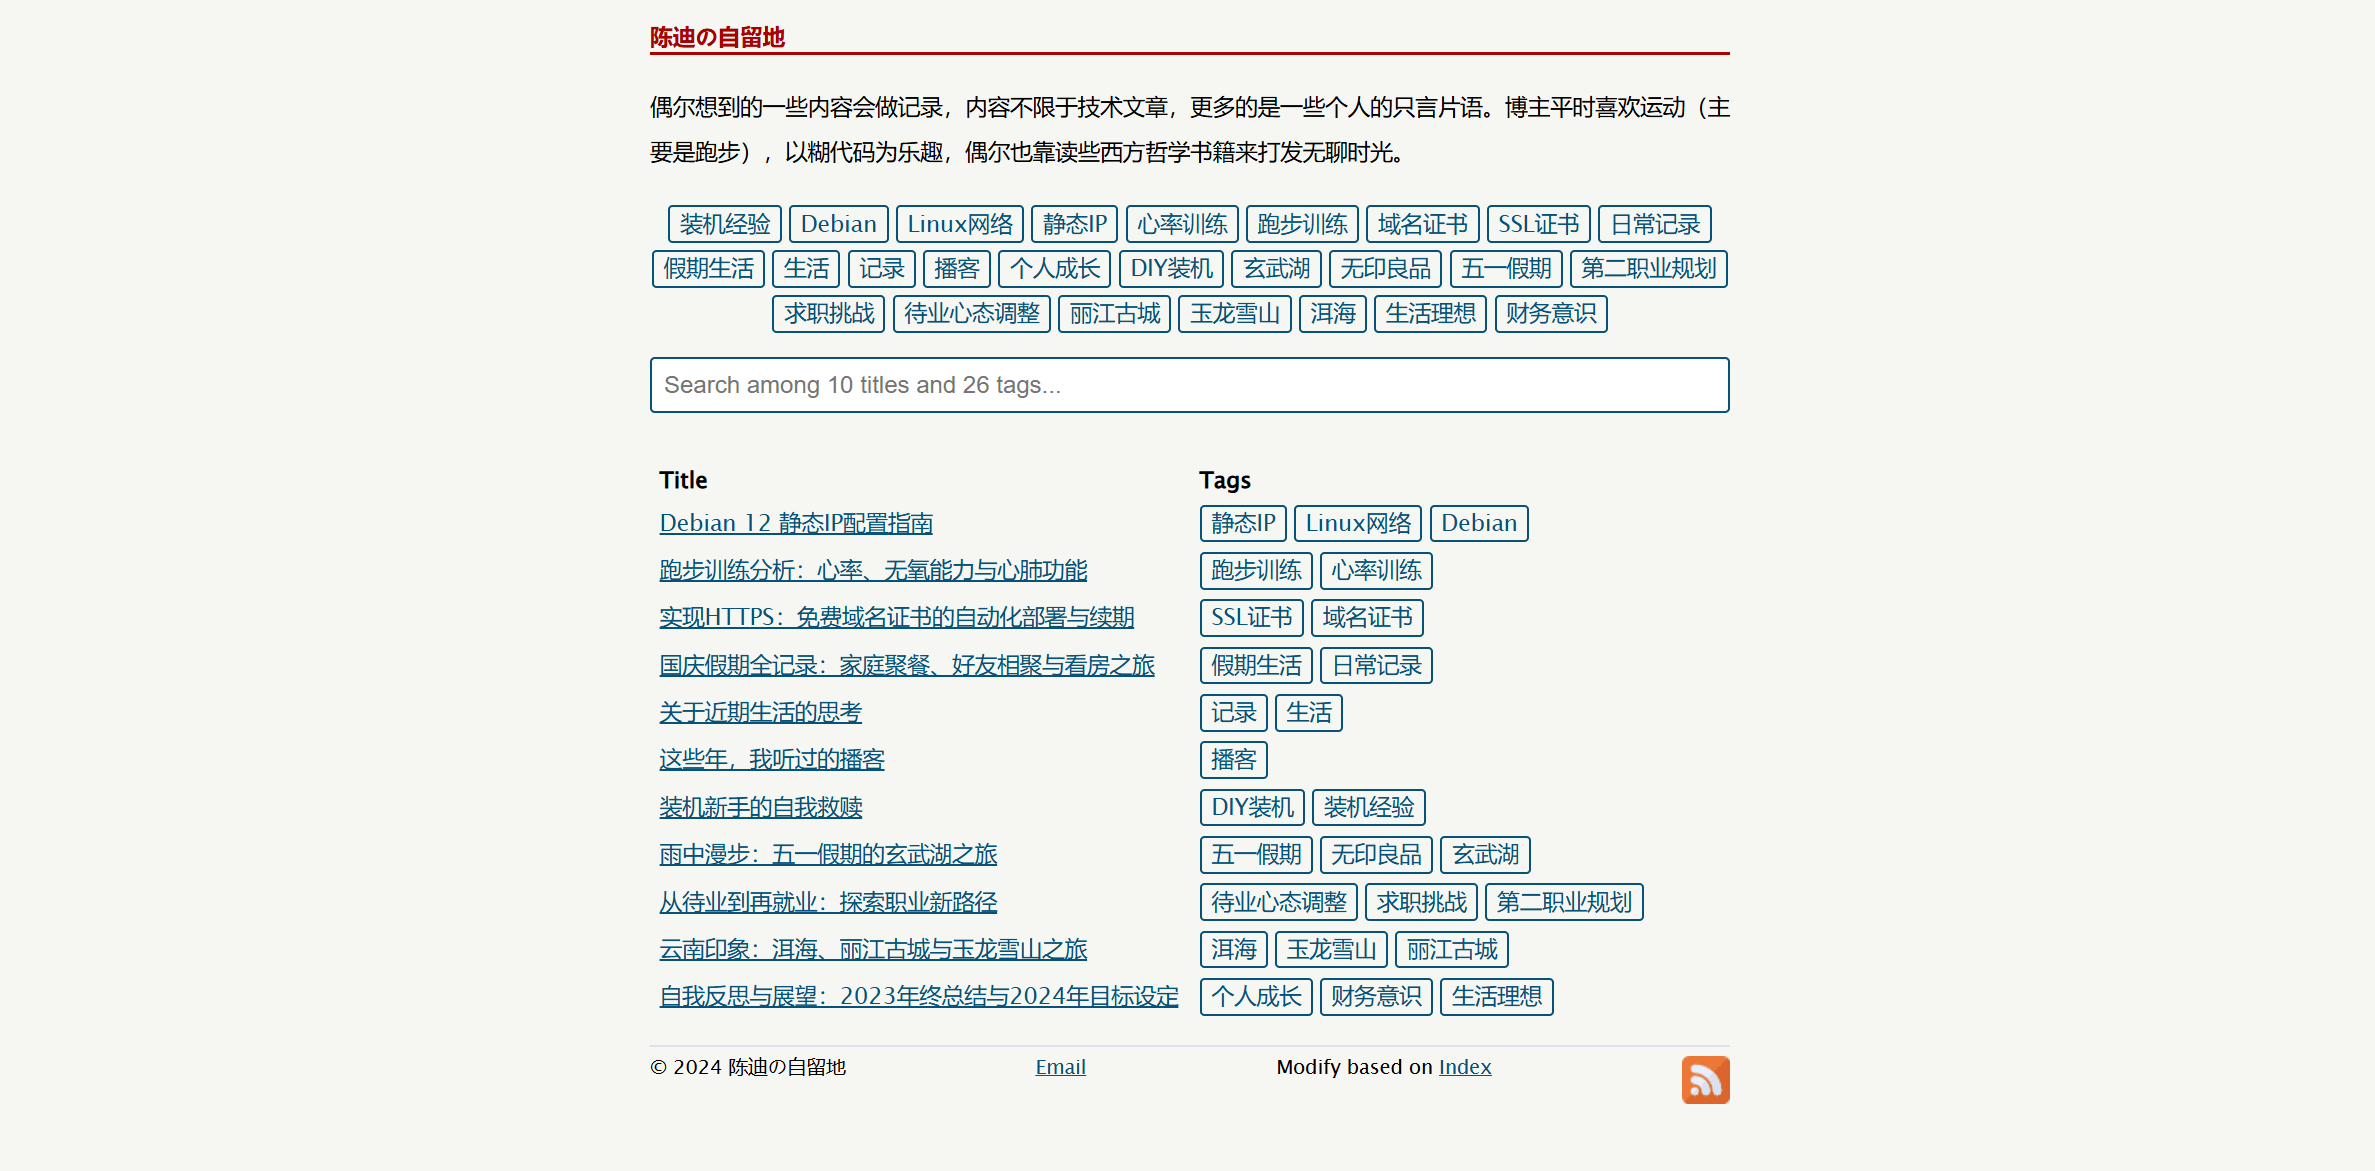 陈迪の自留地
偶尔想到的一些内容会做记录，内容不限于技术文章，更多的是一些个人的只言片语。博主平时喜欢运动（主
要是跑步），以糊代码为乐趣，偶尔也靠读些西方哲学书籍来打发无聊时光。
装机经验 Debian Linux网络 静态IP 心率训练 跑步训练 域名证书 SSL证书 日常记录
假期生活 生活 记录 播客 个人成长 DIY装机 玄武湖 无印良品 五一假期 第二职业规划
求职挑战 待业心态调整 丽江古城 玉龙雪山 洱海 生活理想 财务意识
Search among 10 titles and 26 tags...
Title Tags
Debian 12 静态IP配置指南 静态IP Linux网络 Debian
跑步训练分析：心率、无氧能力与心肺功能 跑步训练 心率训练
实现HTTPS：免费域名证书的自动化部署与续期 SSL证书 域名证书
国庆假期全记录：家庭聚餐、好友相聚与看房之旅 假期生活 日常记录
关于近期生活的思考 记录 生活
这些年，我听过的播客 播客
装机新手的自我救赎 DIY装机 装机经验
雨中漫步：五一假期的玄武湖之旅 五一假期 无印良品 玄武湖
从待业到再就业：探索职业新路径 待业心态调整 求职挑战 第二职业规划
云南印象：洱海、丽江古城与玉龙雪山之旅 洱海 玉龙雪山 丽江古城
自我反思与展望：2023年终总结与2024年目标设定 个人成长 财务意识 生活理想
© 2024 陈迪の自留地 Email Modify based on Index